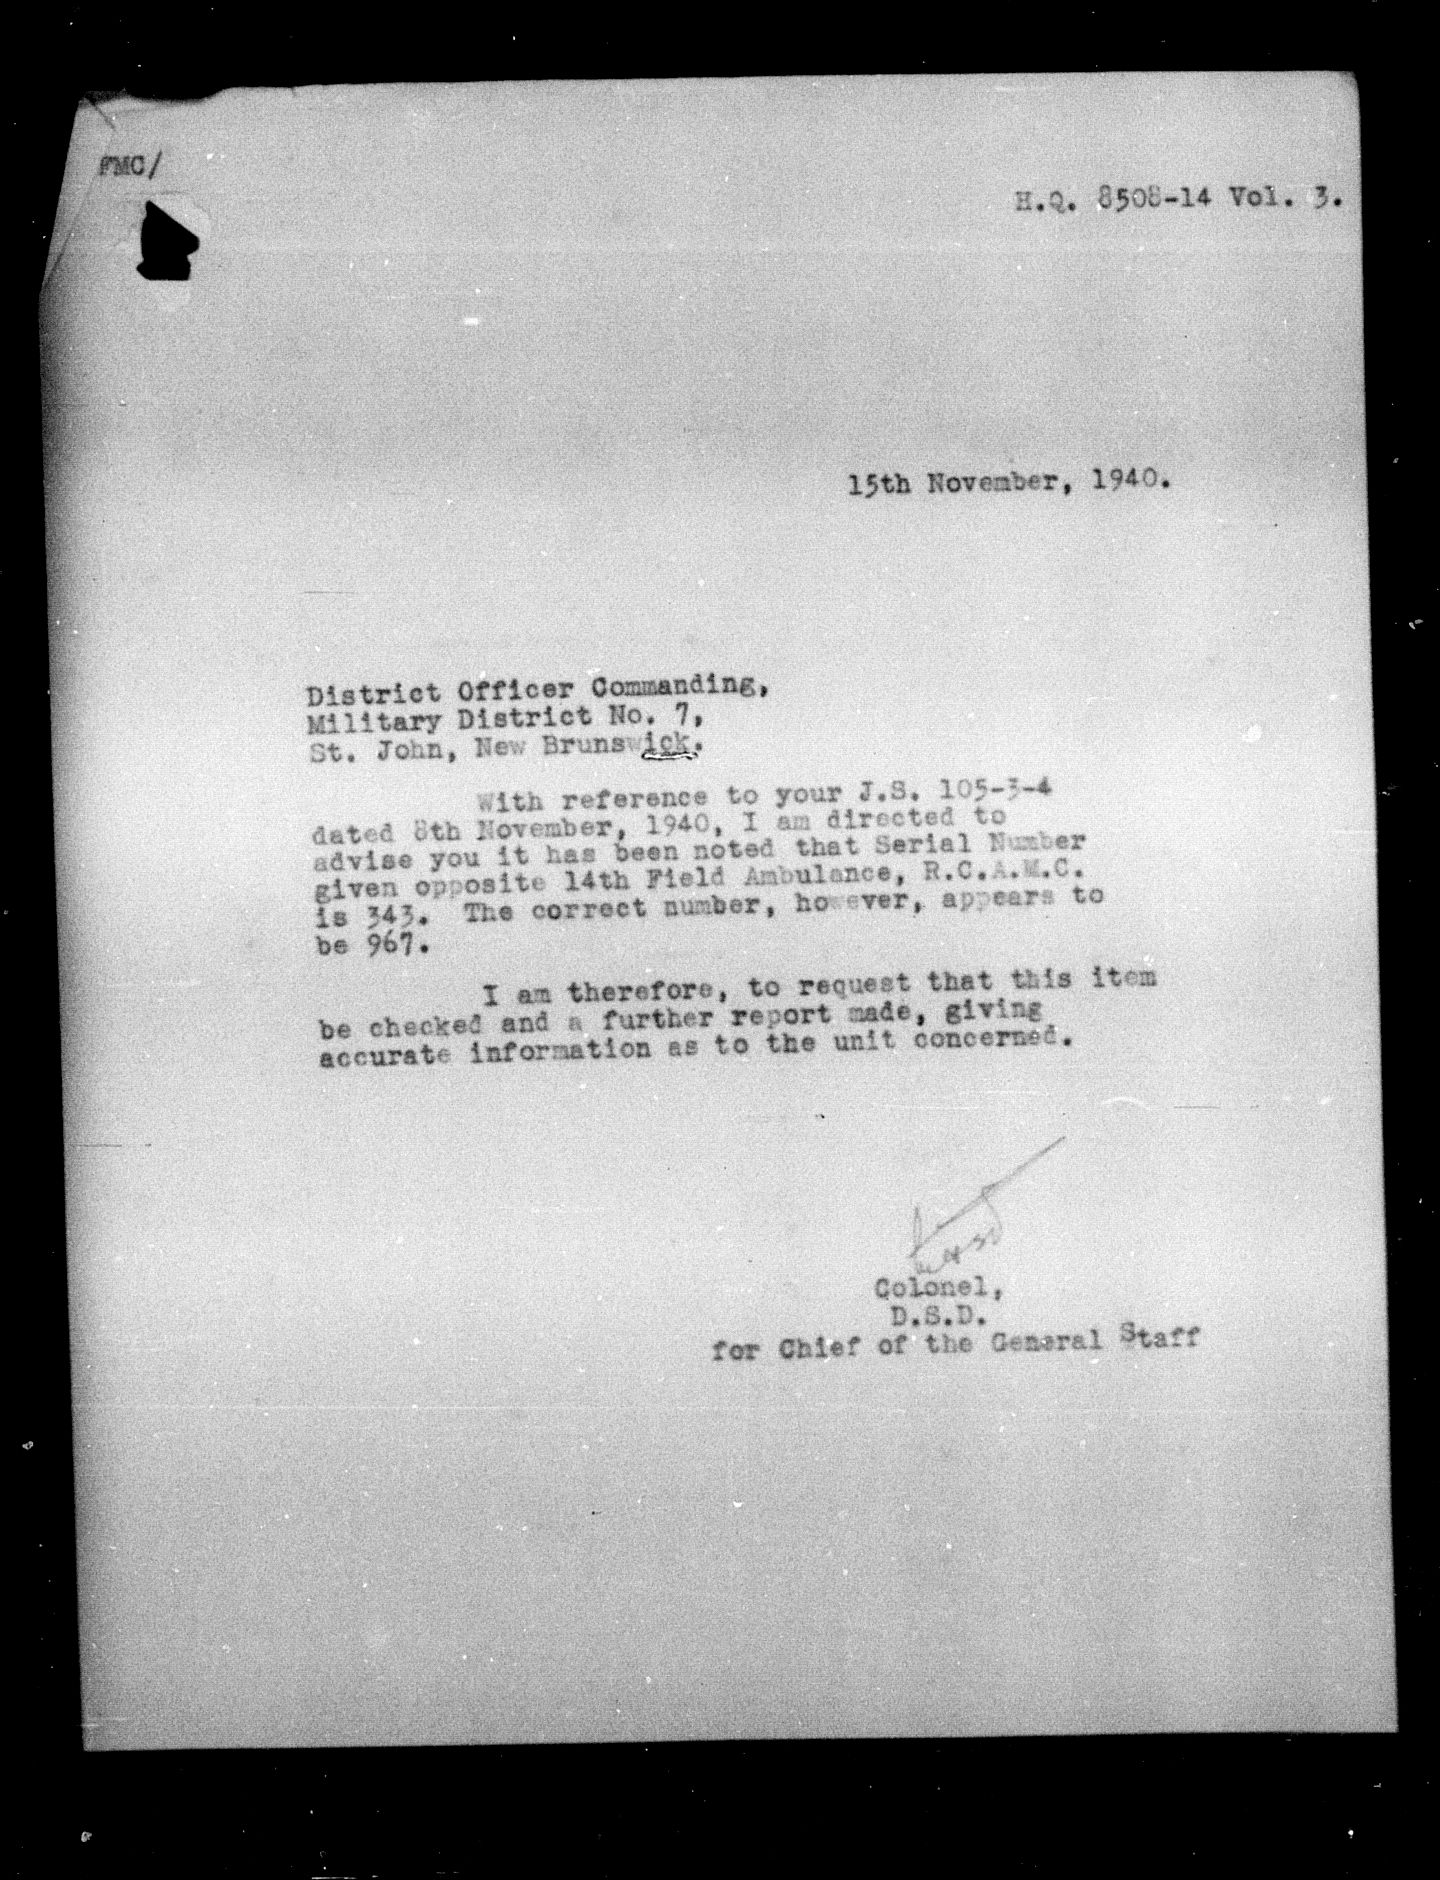 FMC/
H.Q. 8508-14 Vol. 3.
15th November, 1940.
District Officer Commanding,
Military District No. 7,
St. John, New Brunswick.
With reference to your J.S. 105-3-4
dated 8th November, 1940, I am directed to
advise you it has been noted that Serial Number
given opposite 14th Field Ambulance, R.C.A.M.C.
is 343. The correct number, however, appears to
be 967.
I am therefore, to request that this item
be checked and a further report made, giving
accurate information as to the unit concerned.
Colonel,
D.S.D.
for Chief of the General Staff